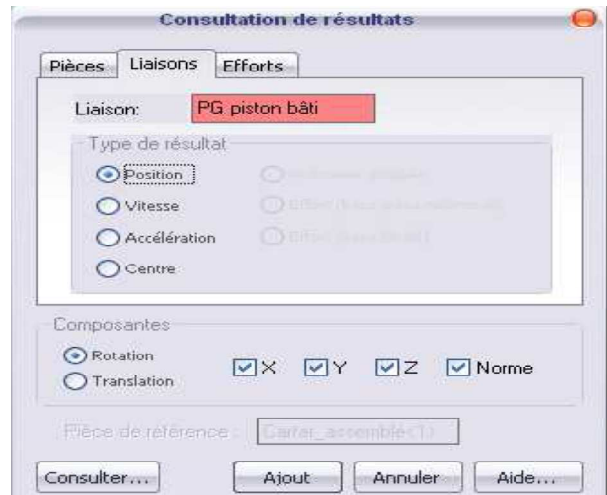 Consultation de résultats
Pièces Liaisons Efforts
Liaison: PG piston bâti
Type de résultat
Position
Vitesse
Accélération
Centre
Composantes
Rotation
Translation
X Y Z Norme
Pièce de référence : Carter_assemblé<1>
Consulter... Ajout Annuler Aide...